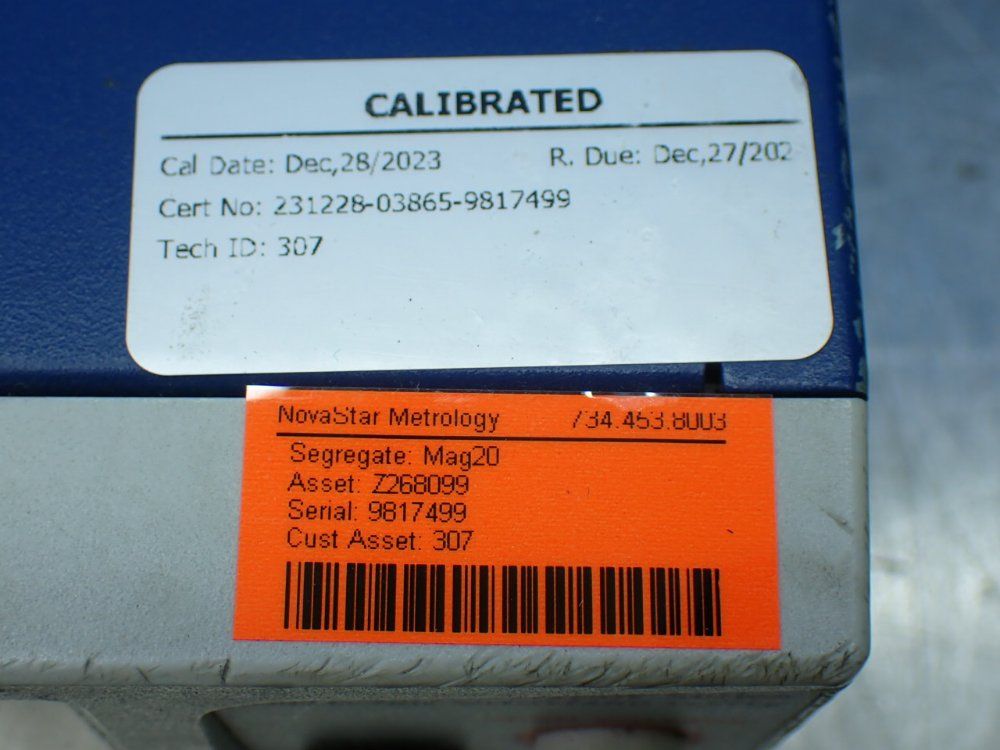 CALIBRATED
Cal Date: Dec,28/2023 R. Due: Dec,27/202
Cert No: 231228-03865-9817499
Tech ID: 307
NovaStar Metrology 734.453.8003
Segregate: Mag20
Asset: Z268099
Serial: 9817499
Cust Asset: 307